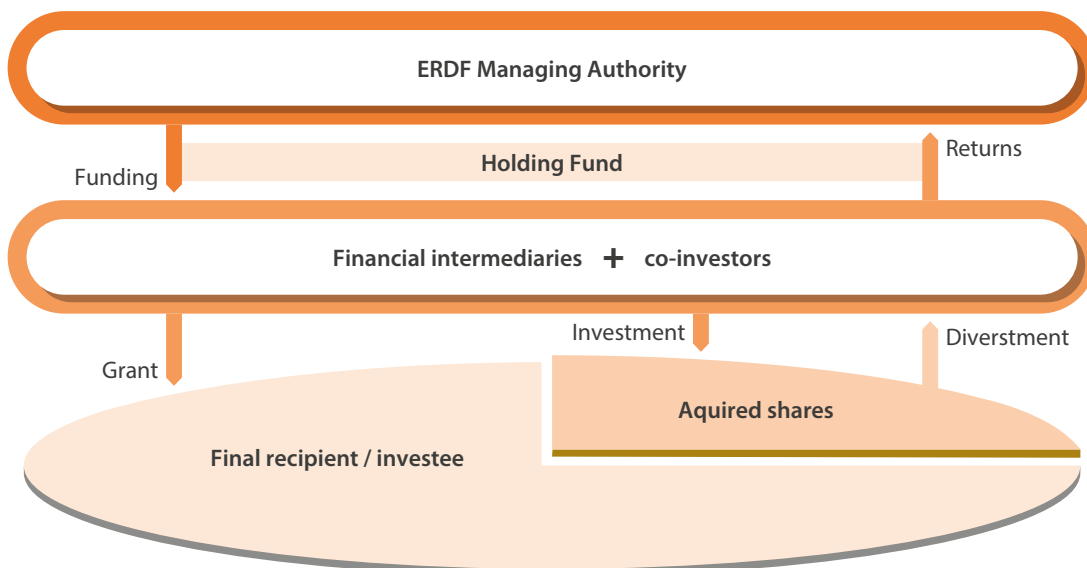 ERDF Managing Authority
Funding
Holding Fund
Returns
Financial intermediaries + co-investors
Grant
Investment
Diverstment
Aquired shares
Final recipient / investee